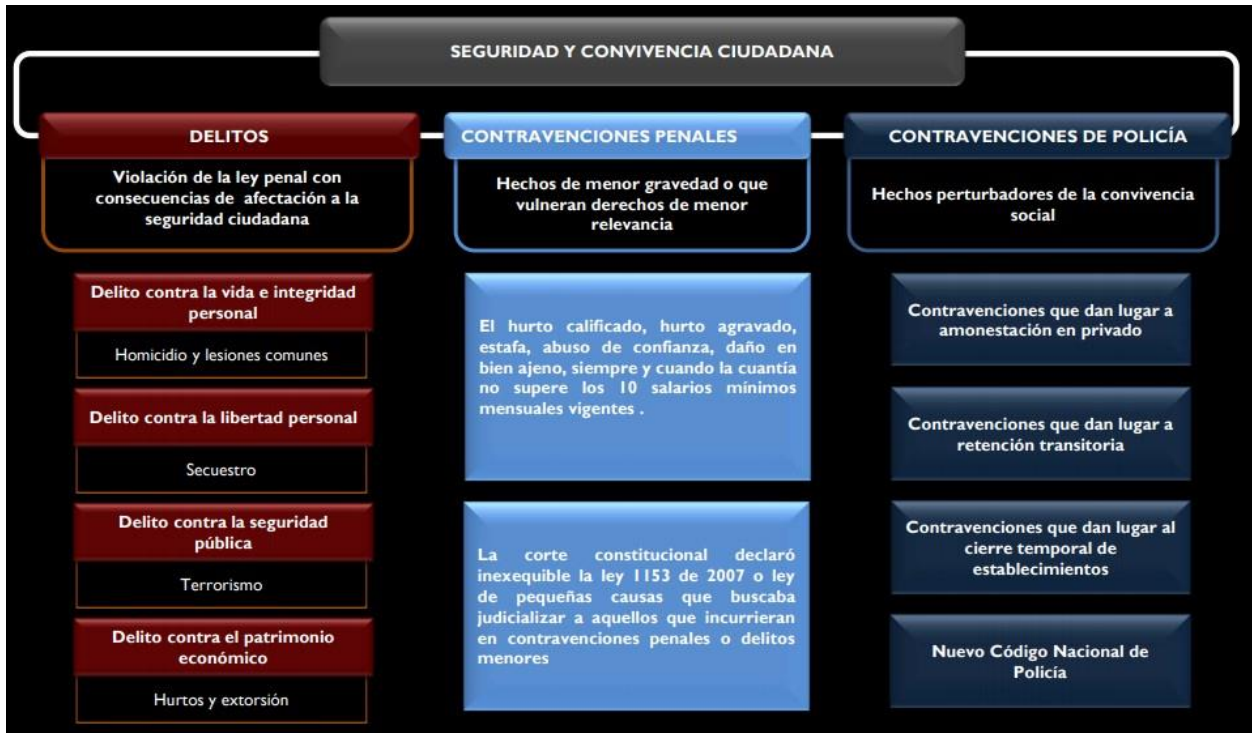 SEGURIDAD Y CONVIVENCIA CIUDADANA
DELITOS
Violación de la ley penal con
consecuencias de afectación a la
seguridad ciudadana
Delito contra la vida e integridad
personal
Homicidio y lesiones comunes
Delito contra la libertad personal
Secuestro
Delito contra la seguridad
pública
Terrorismo
Delito contra el patrimonio
económico
Hurtos y extorsión
CONTRAVENCIONES PENALES
Hechos de menor gravedad o que
vulneran derechos de menor
relevancia
El hurto calificado, hurto agravado,
estafa, abuso de confianza, daño en
bien ajeno, siempre y cuando la cuantía
no supere los 10 salarios mínimos
mensuales vigentes .
La corte constitucional declaró
inexequible la ley 1153 de 2007 o ley
de pequeñas causas que buscaba
judicializar a aquellos que incurrieran
en contravenciones penales o delitos
menores
CONTRAVENCIONES DE POLICÍA
Hechos perturbadores de la convivencia
social
Contravenciones que dan lugar a
amonestación en privado
Contravenciones que dan lugar a
retención transitoria
Contravenciones que dan lugar al
cierre temporal de
establecimientos
Nuevo Código Nacional de
Policía